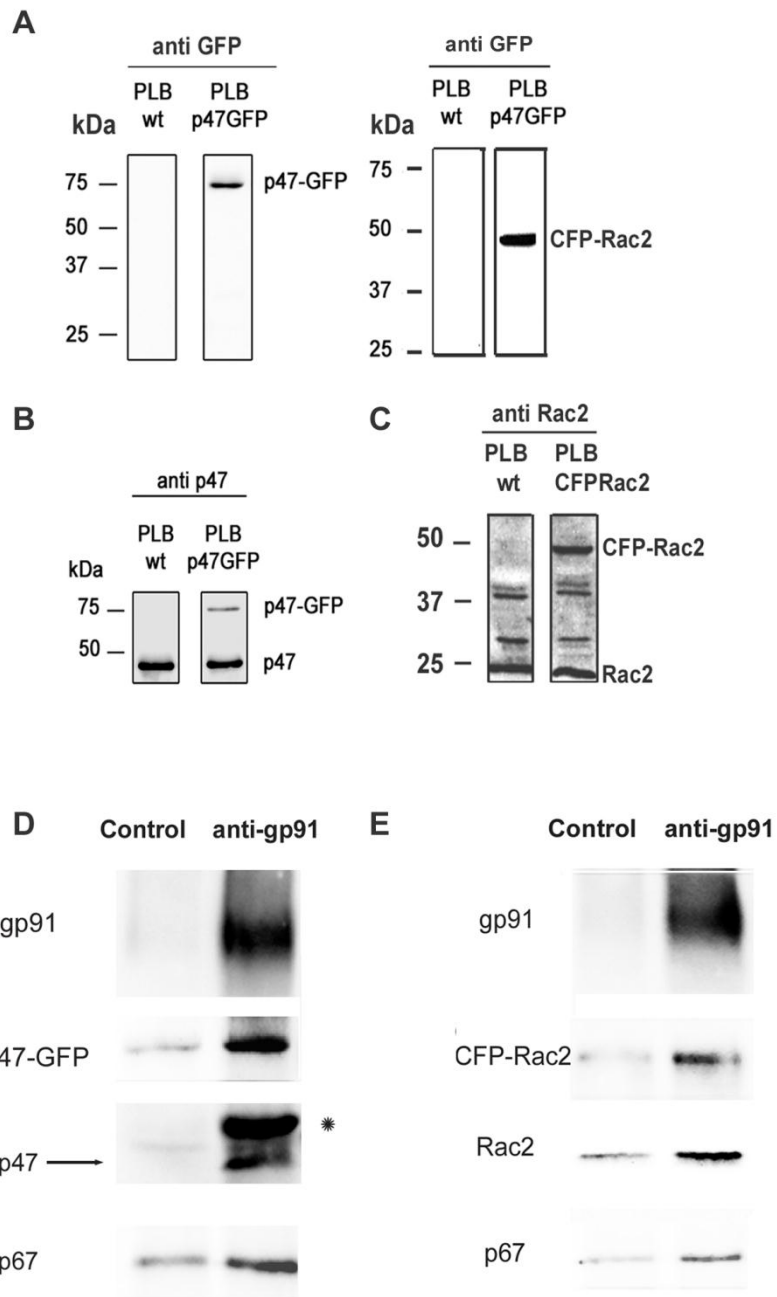 A
anti GFP
PLB wt
PLB p47GFP
kDa
75
50
37
25
p47-GFP
anti GFP
PLB wt
PLB p47GFP
kDa
75
50
37
25
CFP-Rac2
B
anti p47
PLB wt
PLB p47GFP
kDa
75
50
p47-GFP
p47
C
anti Rac2
PLB wt
PLB CFPRac2
50
37
25
CFP-Rac2
Rac2
D
Control anti-gp91
gp91
47-GFP
*
p47
p67
E
Control anti-gp91
gp91
CFP-Rac2
Rac2
p67